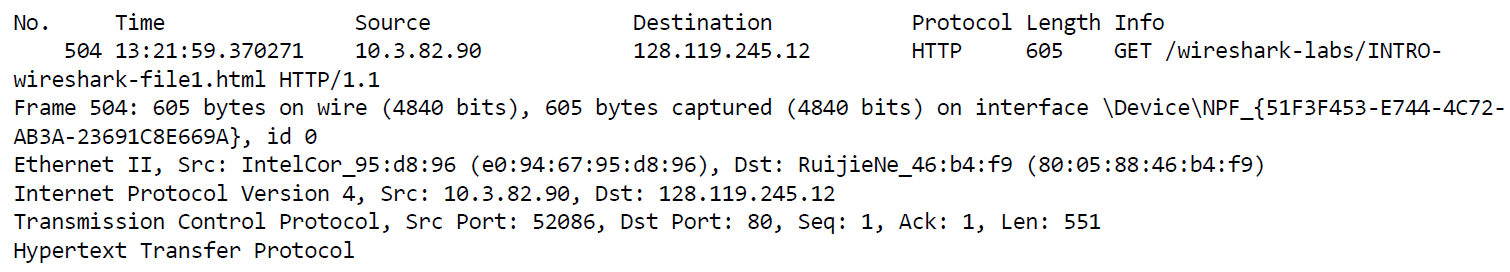 No.     Time               Source                Destination           Protocol Length Info
    504 13:21:59.370271    10.3.82.90            128.119.245.12        HTTP     605    GET /wireshark-labs/INTRO-
wireshark-file1.html HTTP/1.1
Frame 504: 605 bytes on wire (4840 bits), 605 bytes captured (4840 bits) on interface \Device\NPF_{51F3F453-E744-4C72-
AB3A-23691C8E669A}, id 0
Ethernet II, Src: IntelCor_95:d8:96 (e0:94:67:95:d8:96), Dst: RuijieNe_46:b4:f9 (80:05:88:46:b4:f9)
Internet Protocol Version 4, Src: 10.3.82.90, Dst: 128.119.245.12
Transmission Control Protocol, Src Port: 52086, Dst Port: 80, Seq: 1, Ack: 1, Len: 551
Hypertext Transfer Protocol